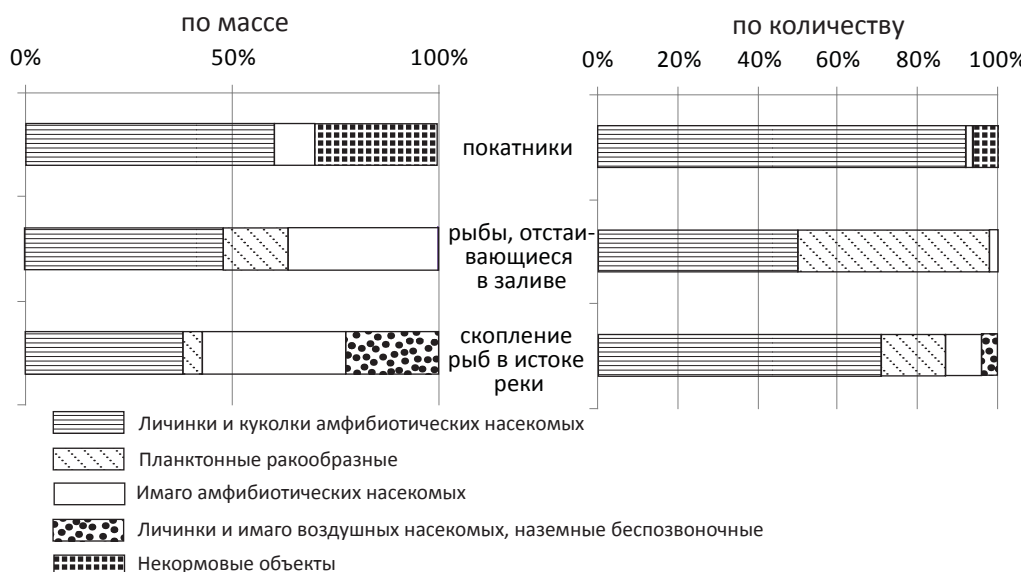 по массе
по количеству
0% 50% 100%
0% 20% 40% 60% 80% 100%
покатники
рыбы, отстаи-
вающиеся
в заливе
скопление
рыб в истоке
реки
Личинки и куколки амфибиотических насекомых
Планктонные ракообразные
Имаго амфибиотических насекомых
Личинки и имаго воздушных насекомых, наземные беспозвоночные
Некормовые объекты